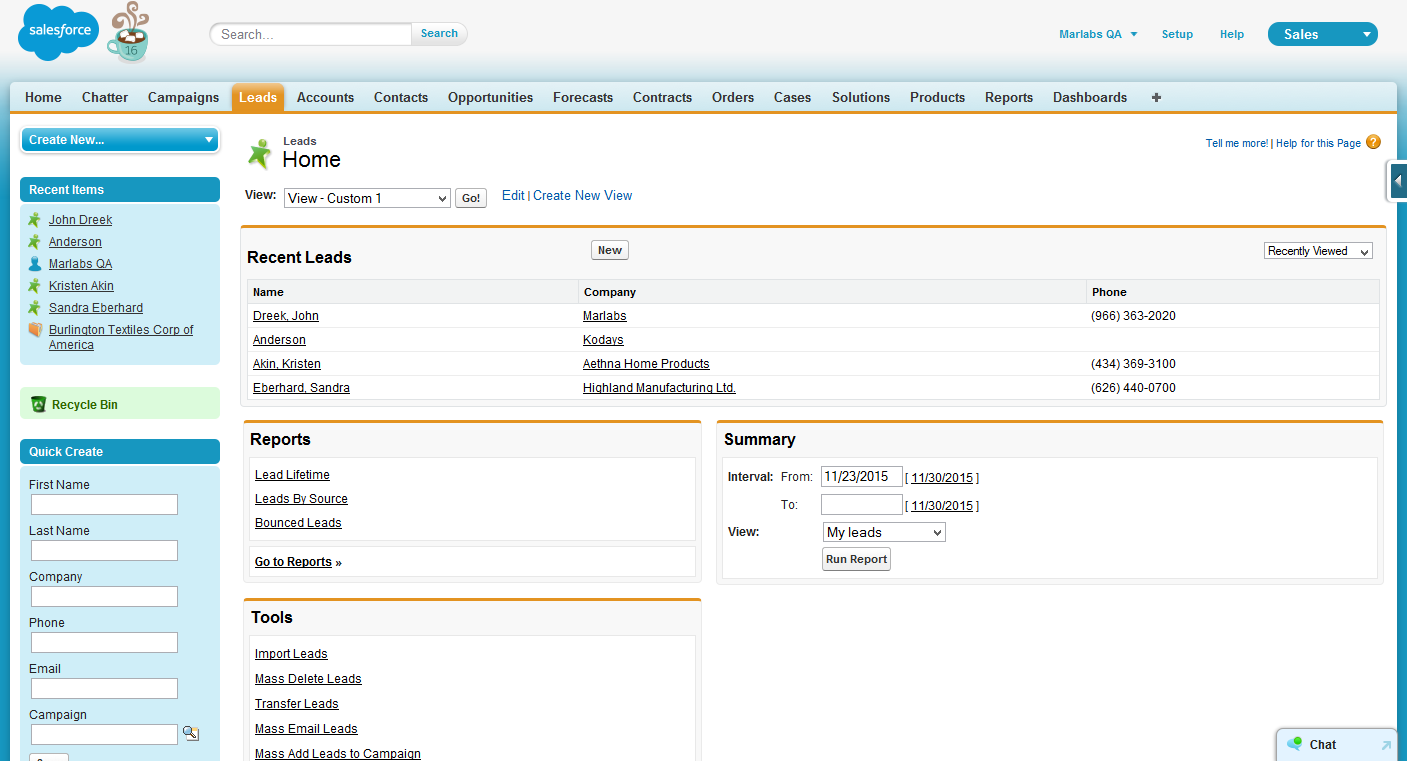 salesforce
16
Search...
Search
Marlabs QA
Setup
Help
Sales
Home
Chatter
Campaigns
Leads
Accounts
Contacts
Opportunities
Forecasts
Contracts
Orders
Cases
Solutions
Products
Reports
Dashboards
+
Create New...
Recent Items
John Dreek
Anderson
Marlabs QA
Kristen Akin
Sandra Eberhard
Burlington Textiles Corp of
America
Recycle Bin
Quick Create
First Name
Last Name
Company
Phone
Email
Campaign
Leads
Home
Tell me more! | Help for this Page ?
View: View - Custom 1 Go! Edit | Create New View
Recent Leads New Recently Viewed
Name Company Phone
Dreek, John Marlabs (966) 363-2020
Anderson Kodays
Akin, Kristen Aethna Home Products (434) 369-3100
Eberhard, Sandra Highland Manufacturing Ltd. (626) 440-0700
Reports
Lead Lifetime
Leads By Source
Bounced Leads
Go to Reports »
Summary
Interval: From: 11/23/2015 [ 11/30/2015 ]
To: [ 11/30/2015 ]
View: My leads
Run Report
Tools
Import Leads
Mass Delete Leads
Transfer Leads
Mass Email Leads
Mass Add Leads to Campaign
Chat